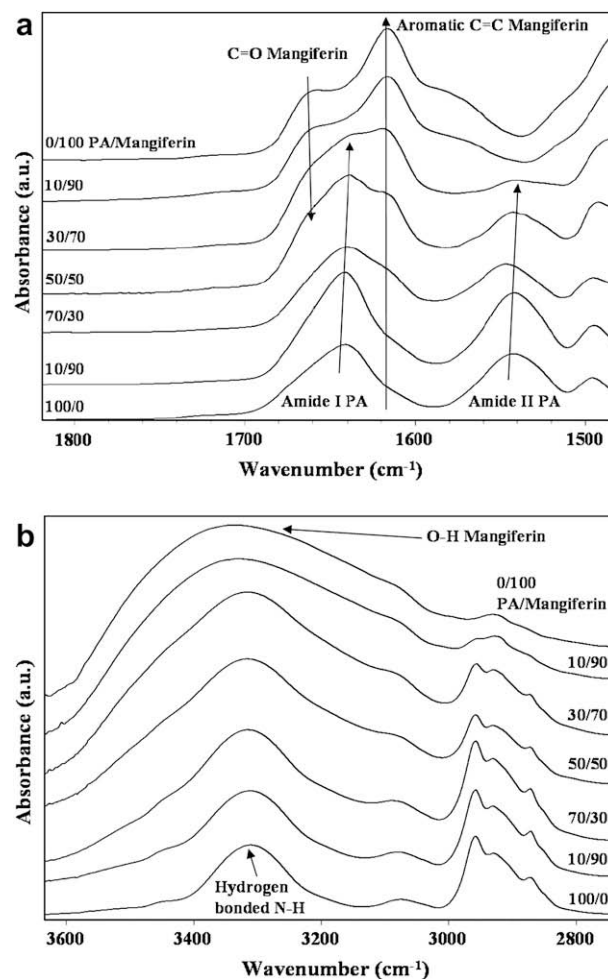 a
Aromatic C=C Mangiferin
C=O Mangiferin
0/100 PA/Mangiferin
10/90
30/70
50/50
70/30
10/90
100/0
Amide I PA
Amide II PA
Absorbance (a.u.)
1800 1700 1600 1500
Wavenumber (cm⁻¹)
b
O-H Mangiferin
0/100
PA/Mangiferin
10/90
30/70
50/50
70/30
10/90
100/0
Hydrogen
bonded N-H
Absorbance (a.u.)
3600 3400 3200 3000 2800
Wavenumber (cm⁻¹)